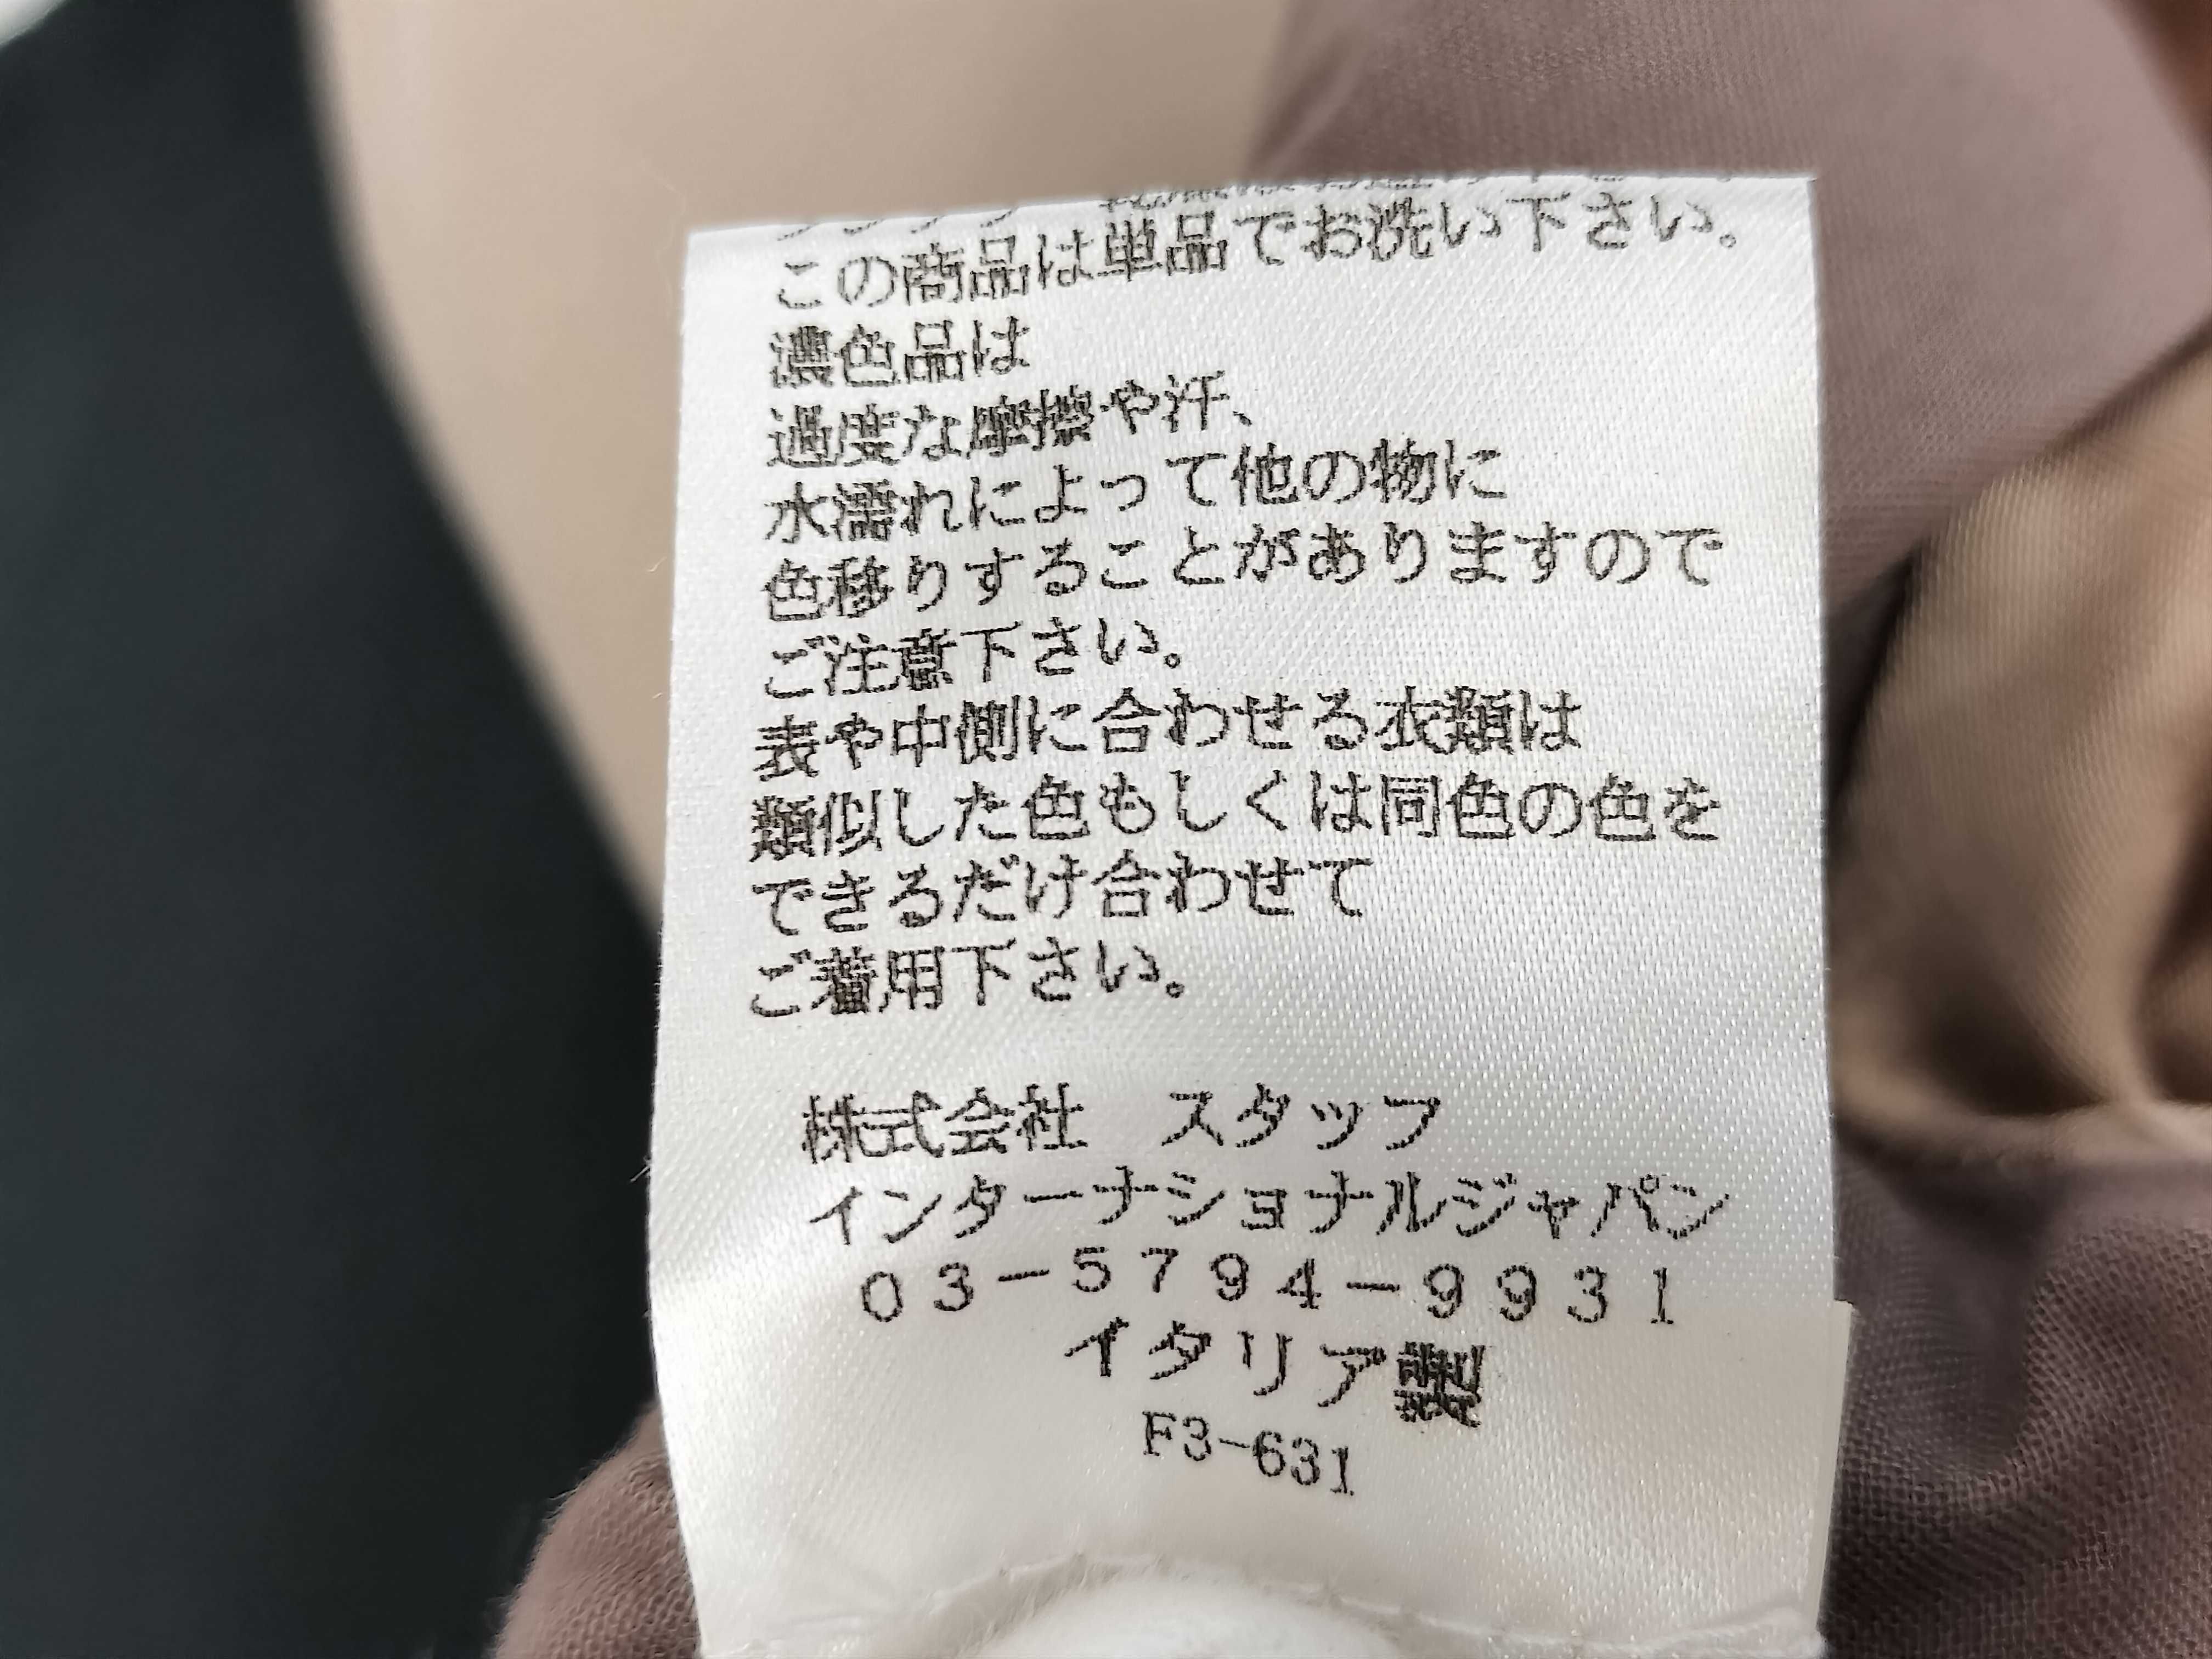 この商品は単品でお洗い下さい。
濃色品は
過度な摩擦や汗、
水濡れによって他の物に
色移りすることがありますので
ご注意下さい。
表や中側に合わせる衣類は
類似した色もしくは同色の色を
できるだけ合わせて
ご着用下さい。
株式会社　スタッフ
インターナショナルジャパン
０３－５７９４－９９３１
イタリア製
F3-631